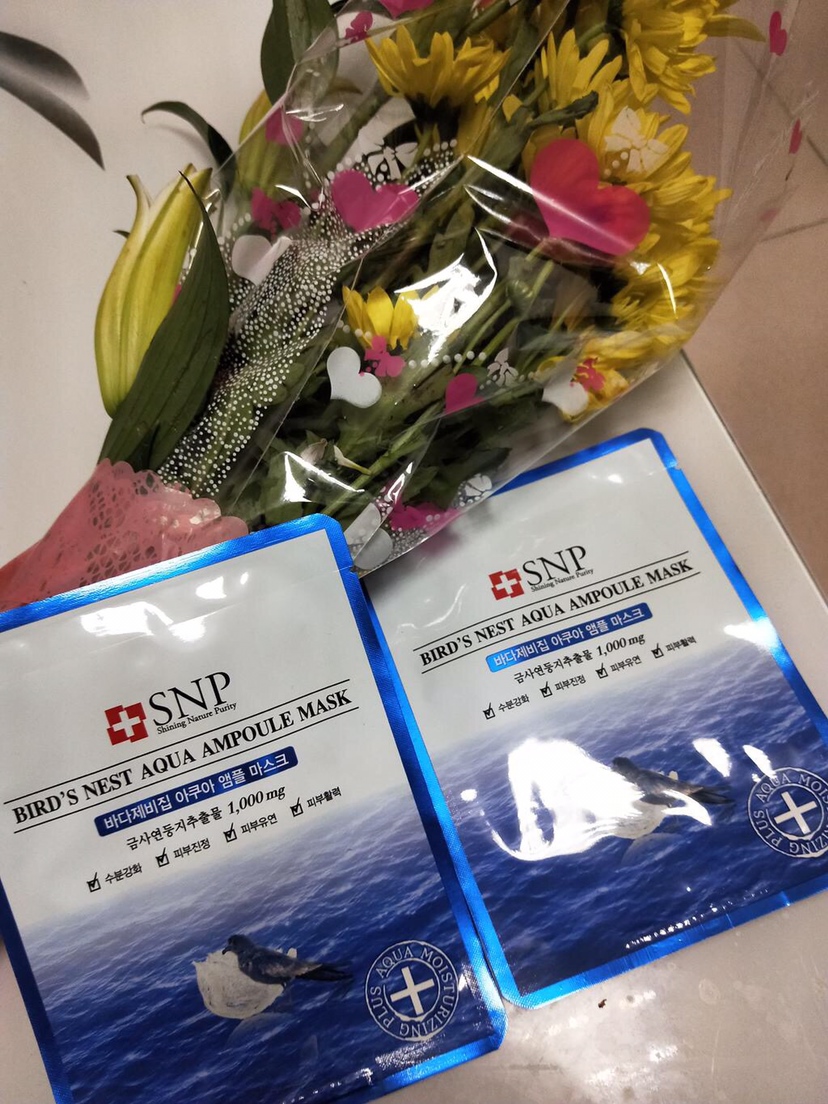 SNP
Shining Nature Purity
BIRD'S NEST AQUA AMPOULE MASK
바다제비집 아쿠아 앰플 마스크
금사연둥지추출물 1,000 mg
수분강화 피부진정 피부유연 피부활력
PLUS AQUA MOISTURIZING
SNP
Shining Nature Purity
BIRD'S NEST AQUA AMPOULE MASK
바다제비집 아쿠아 앰플 마스크
금사연둥지추출물 1,000 mg
수분강화 피부진정 피부유연 피부활력
PLUS AQUA